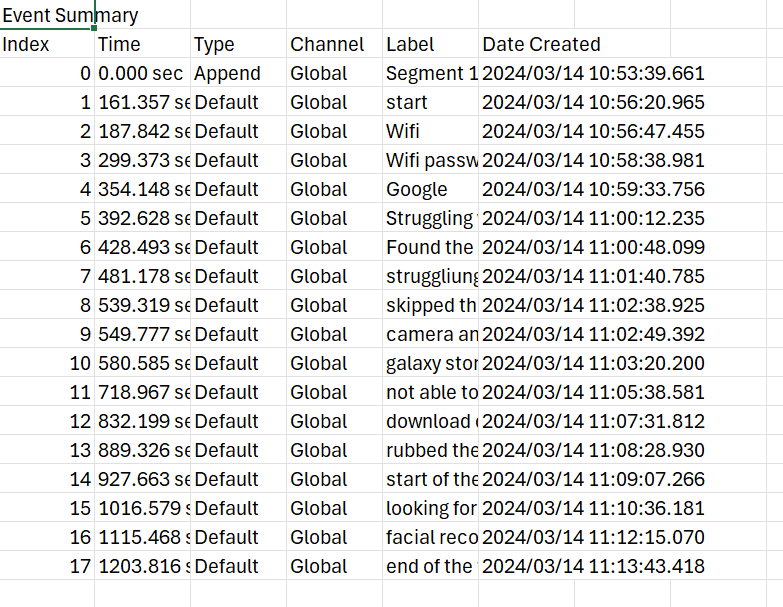 Event Summary
Index Time Type Channel Label Date Created
0 0.000 sec Append Global Segment 1 2024/03/14 10:53:39.661
1 161.357 se Default Global start 2024/03/14 10:56:20.965
2 187.842 se Default Global Wifi 2024/03/14 10:56:47.455
3 299.373 se Default Global Wifi passw 2024/03/14 10:58:38.981
4 354.148 se Default Global Google 2024/03/14 10:59:33.756
5 392.628 se Default Global Struggling 2024/03/14 11:00:12.235
6 428.493 se Default Global Found the 2024/03/14 11:00:48.099
7 481.178 se Default Global struggliung 2024/03/14 11:01:40.785
8 539.319 se Default Global skipped th 2024/03/14 11:02:38.925
9 549.777 se Default Global camera an 2024/03/14 11:02:49.392
10 580.585 se Default Global galaxy stor 2024/03/14 11:03:20.200
11 718.967 se Default Global not able to 2024/03/14 11:05:38.581
12 832.199 se Default Global download 2024/03/14 11:07:31.812
13 889.326 se Default Global rubbed the 2024/03/14 11:08:28.930
14 927.663 se Default Global start of the 2024/03/14 11:09:07.266
15 1016.579 s Default Global looking for 2024/03/14 11:10:36.181
16 1115.468 s Default Global facial reco 2024/03/14 11:12:15.070
17 1203.816 s Default Global end of the 2024/03/14 11:13:43.418